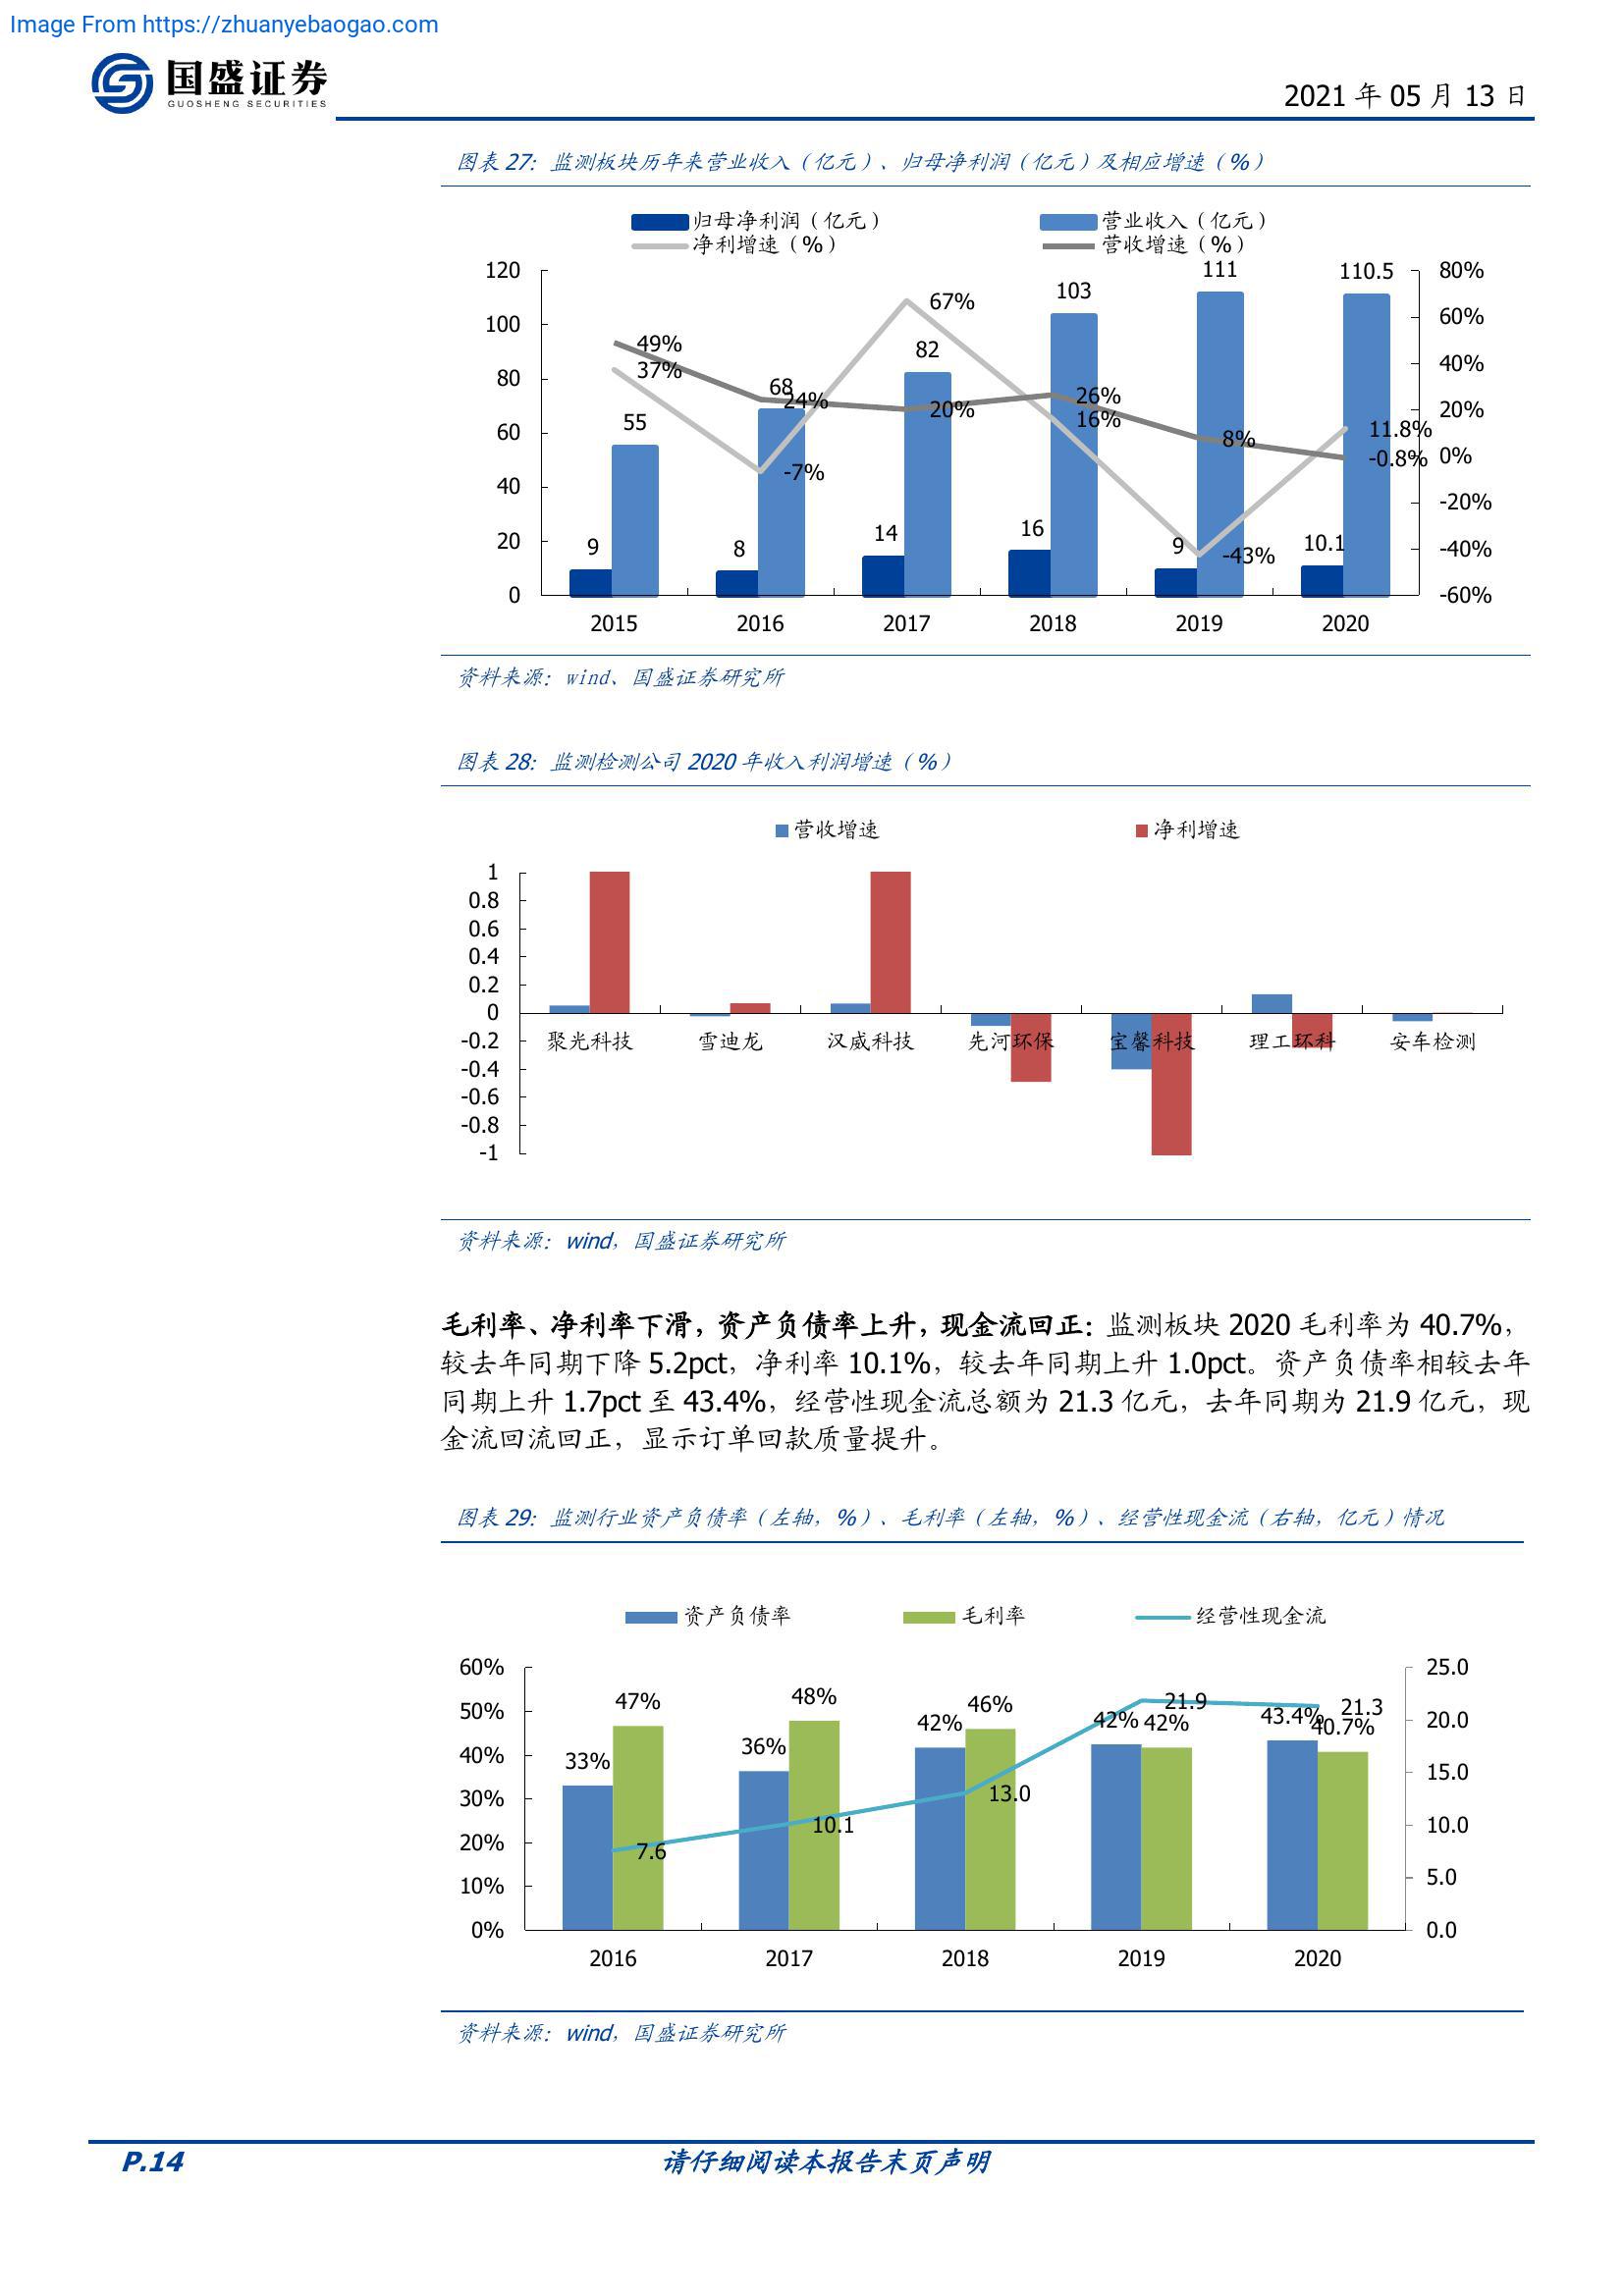 Image From https://zhuanyebaogao.com
国盛证券
GUOSHENG SECURITIES
2021 年 05 月 13 日
图表 27：监测板块历年来营业收入（亿元）、归母净利润（亿元）及相应增速（%）
归母净利润（亿元） 营业收入（亿元）
净利增速（%） 营收增速（%）
120
100
80
60
40
20
0
80%
60%
40%
20%
0%
-20%
-40%
-60%
9 8 14 16 9 10.1
55 68 82 103 111 110.5
49% 24% 20% 26% 8% -0.8%
37% -7% 67% 16% -43% 11.8%
2015 2016 2017 2018 2019 2020
资料来源：wind、国盛证券研究所
图表 28：监测检测公司 2020 年收入利润增速（%）
营收增速 净利增速
1
0.8
0.6
0.4
0.2
0
-0.2
-0.4
-0.6
-0.8
-1
聚光科技 雪迪龙 汉威科技 先河环保 宝馨科技 理工环科 安车检测
资料来源：wind，国盛证券研究所
毛利率、净利率下滑，资产负债率上升，现金流回正：监测板块 2020 毛利率为 40.7%，
较去年同期下降 5.2pct，净利率 10.1%，较去年同期上升 1.0pct。资产负债率相较去年
同期上升 1.7pct 至 43.4%，经营性现金流总额为 21.3 亿元，去年同期为 21.9 亿元，现
金流回流回正，显示订单回款质量提升。
图表 29：监测行业资产负债率（左轴，%）、毛利率（左轴，%）、经营性现金流（右轴，亿元）情况
资产负债率 毛利率 经营性现金流
60%
50%
40%
30%
20%
10%
0%
25.0
20.0
15.0
10.0
5.0
0.0
33% 36% 42% 42% 43.4%
47% 48% 46% 42% 40.7%
7.6 10.1 13.0 21.9 21.3
2016 2017 2018 2019 2020
资料来源：wind，国盛证券研究所
P.14 请仔细阅读本报告末页声明